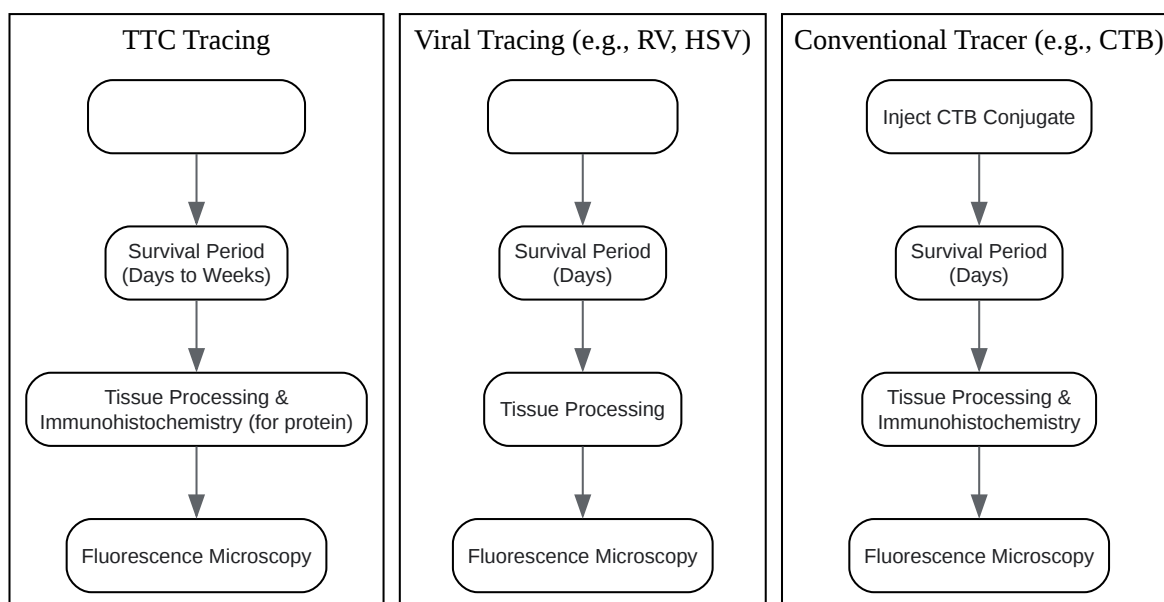 TTC Tracing
Survival Period
(Days to Weeks)
Tissue Processing &
Immunohistochemistry (for protein)
Fluorescence Microscopy
Viral Tracing (e.g., RV, HSV)
Survival Period
(Days)
Tissue Processing
Fluorescence Microscopy
Conventional Tracer (e.g., CTB)
Inject CTB Conjugate
Survival Period
(Days)
Tissue Processing &
Immunohistochemistry
Fluorescence Microscopy